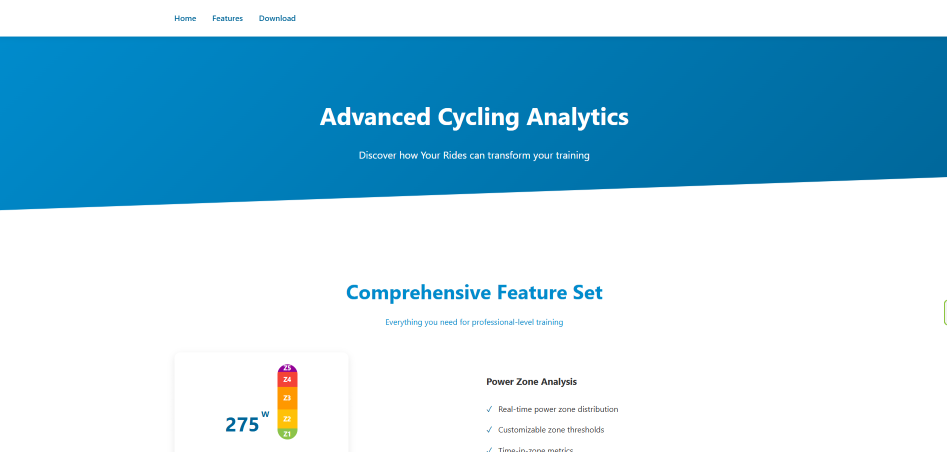 Home Features Download
Advanced Cycling Analytics
Discover how Your Rides can transform your training
Comprehensive Feature Set
Everything you need for professional-level training
Z5
Z4
Z3
Z2
Z1
275 W
Power Zone Analysis
✓ Real-time power zone distribution
✓ Customizable zone thresholds
✓ Time-in-zone metrics